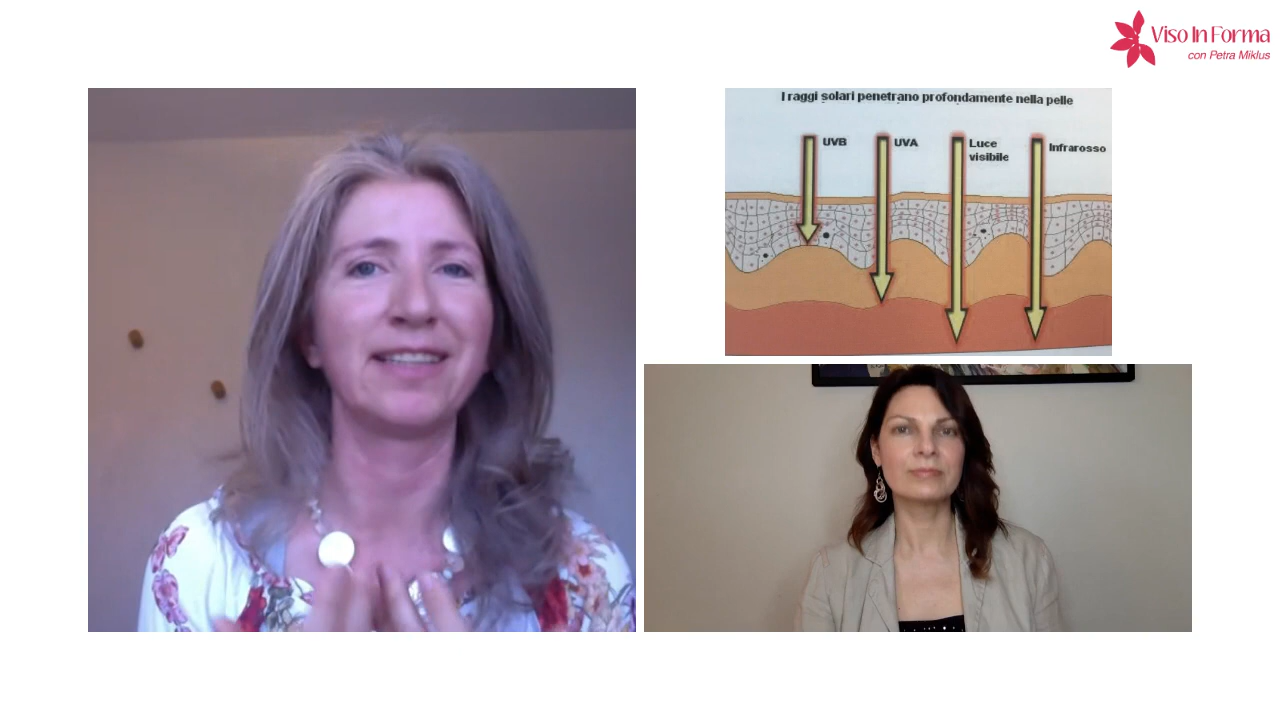 Viso In Forma
con Petra Miklus
I raggi solari penetrano profondamente nella pelle
UVB
UVA
Luce
visibile
Infrarosso